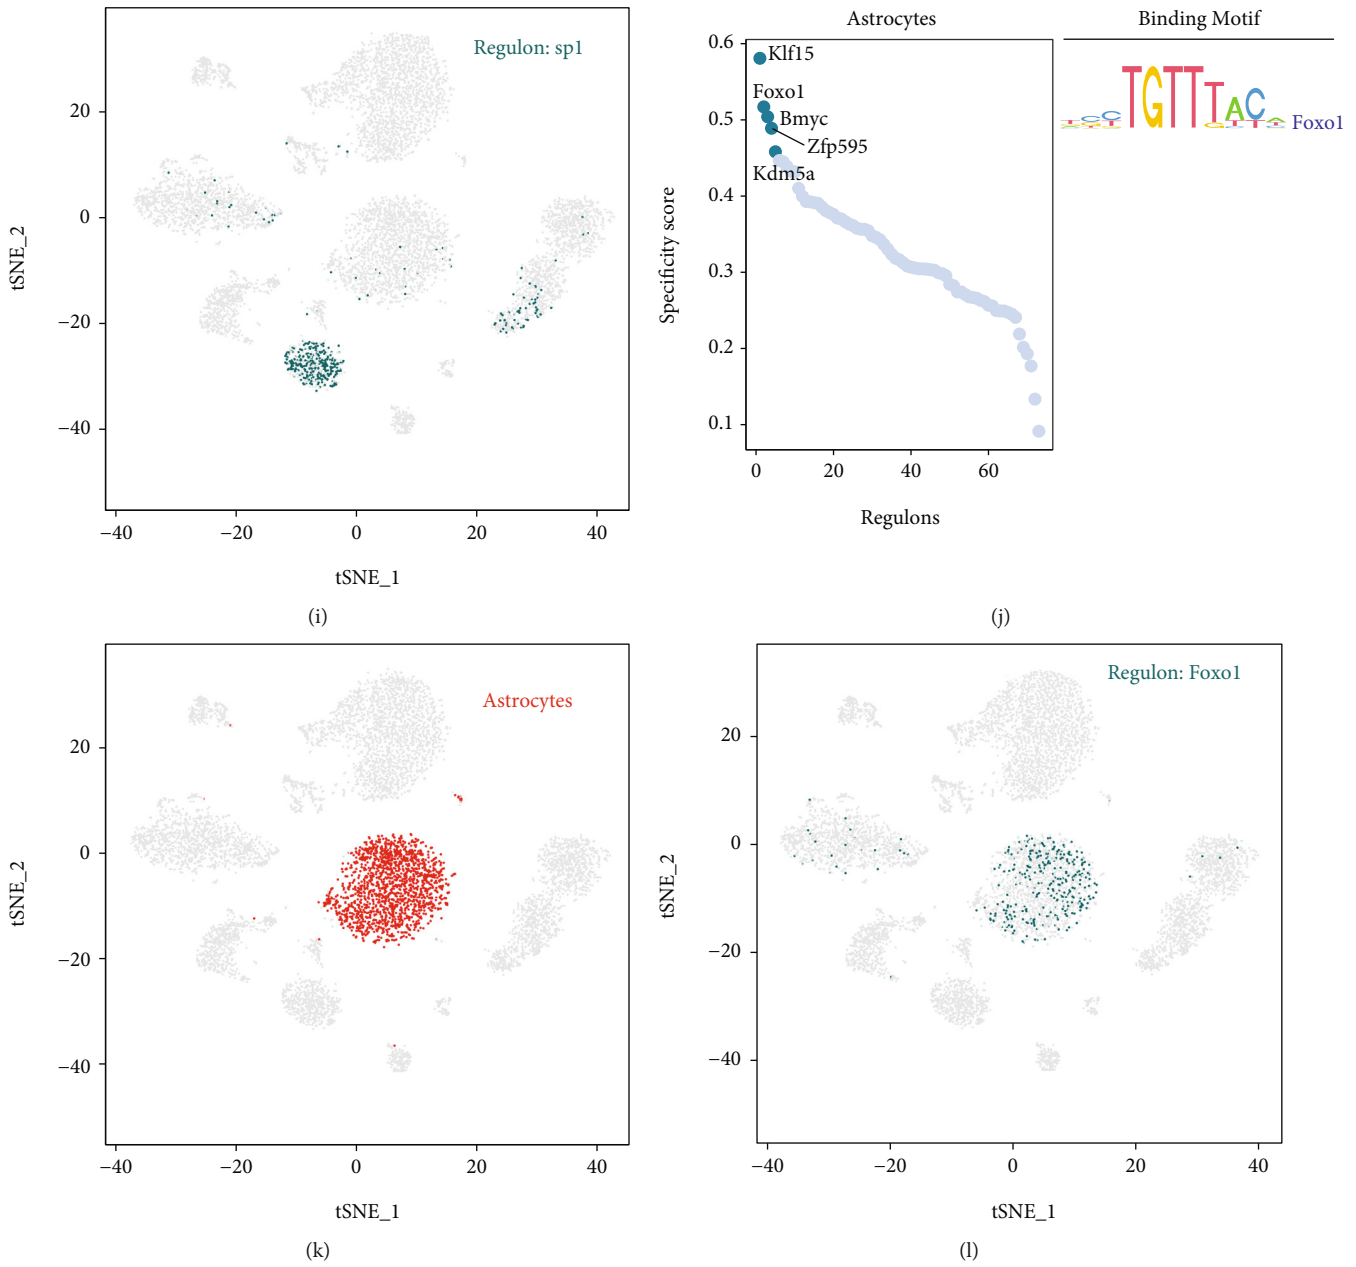 Regulon: sp1
tSNE_2
20
0
−20
−40
−40
−20
0
20
40
tSNE_1
(i)
Astrocytes
Binding Motif
Specificity score
0.6
0.5
0.4
0.3
0.2
0.1
Klf15
Foxo1
Bmyc
Zfp595
Kdm5a
TGTTTAC
Foxo1
0
20
40
60
Regulons
(j)
Astrocytes
tSNE_2
20
0
−20
−40
−40
−20
0
20
40
tSNE_1
(k)
Regulon: Foxo1
tSNE_2
20
0
−20
−40
−40
−20
0
20
40
tSNE_1
(l)